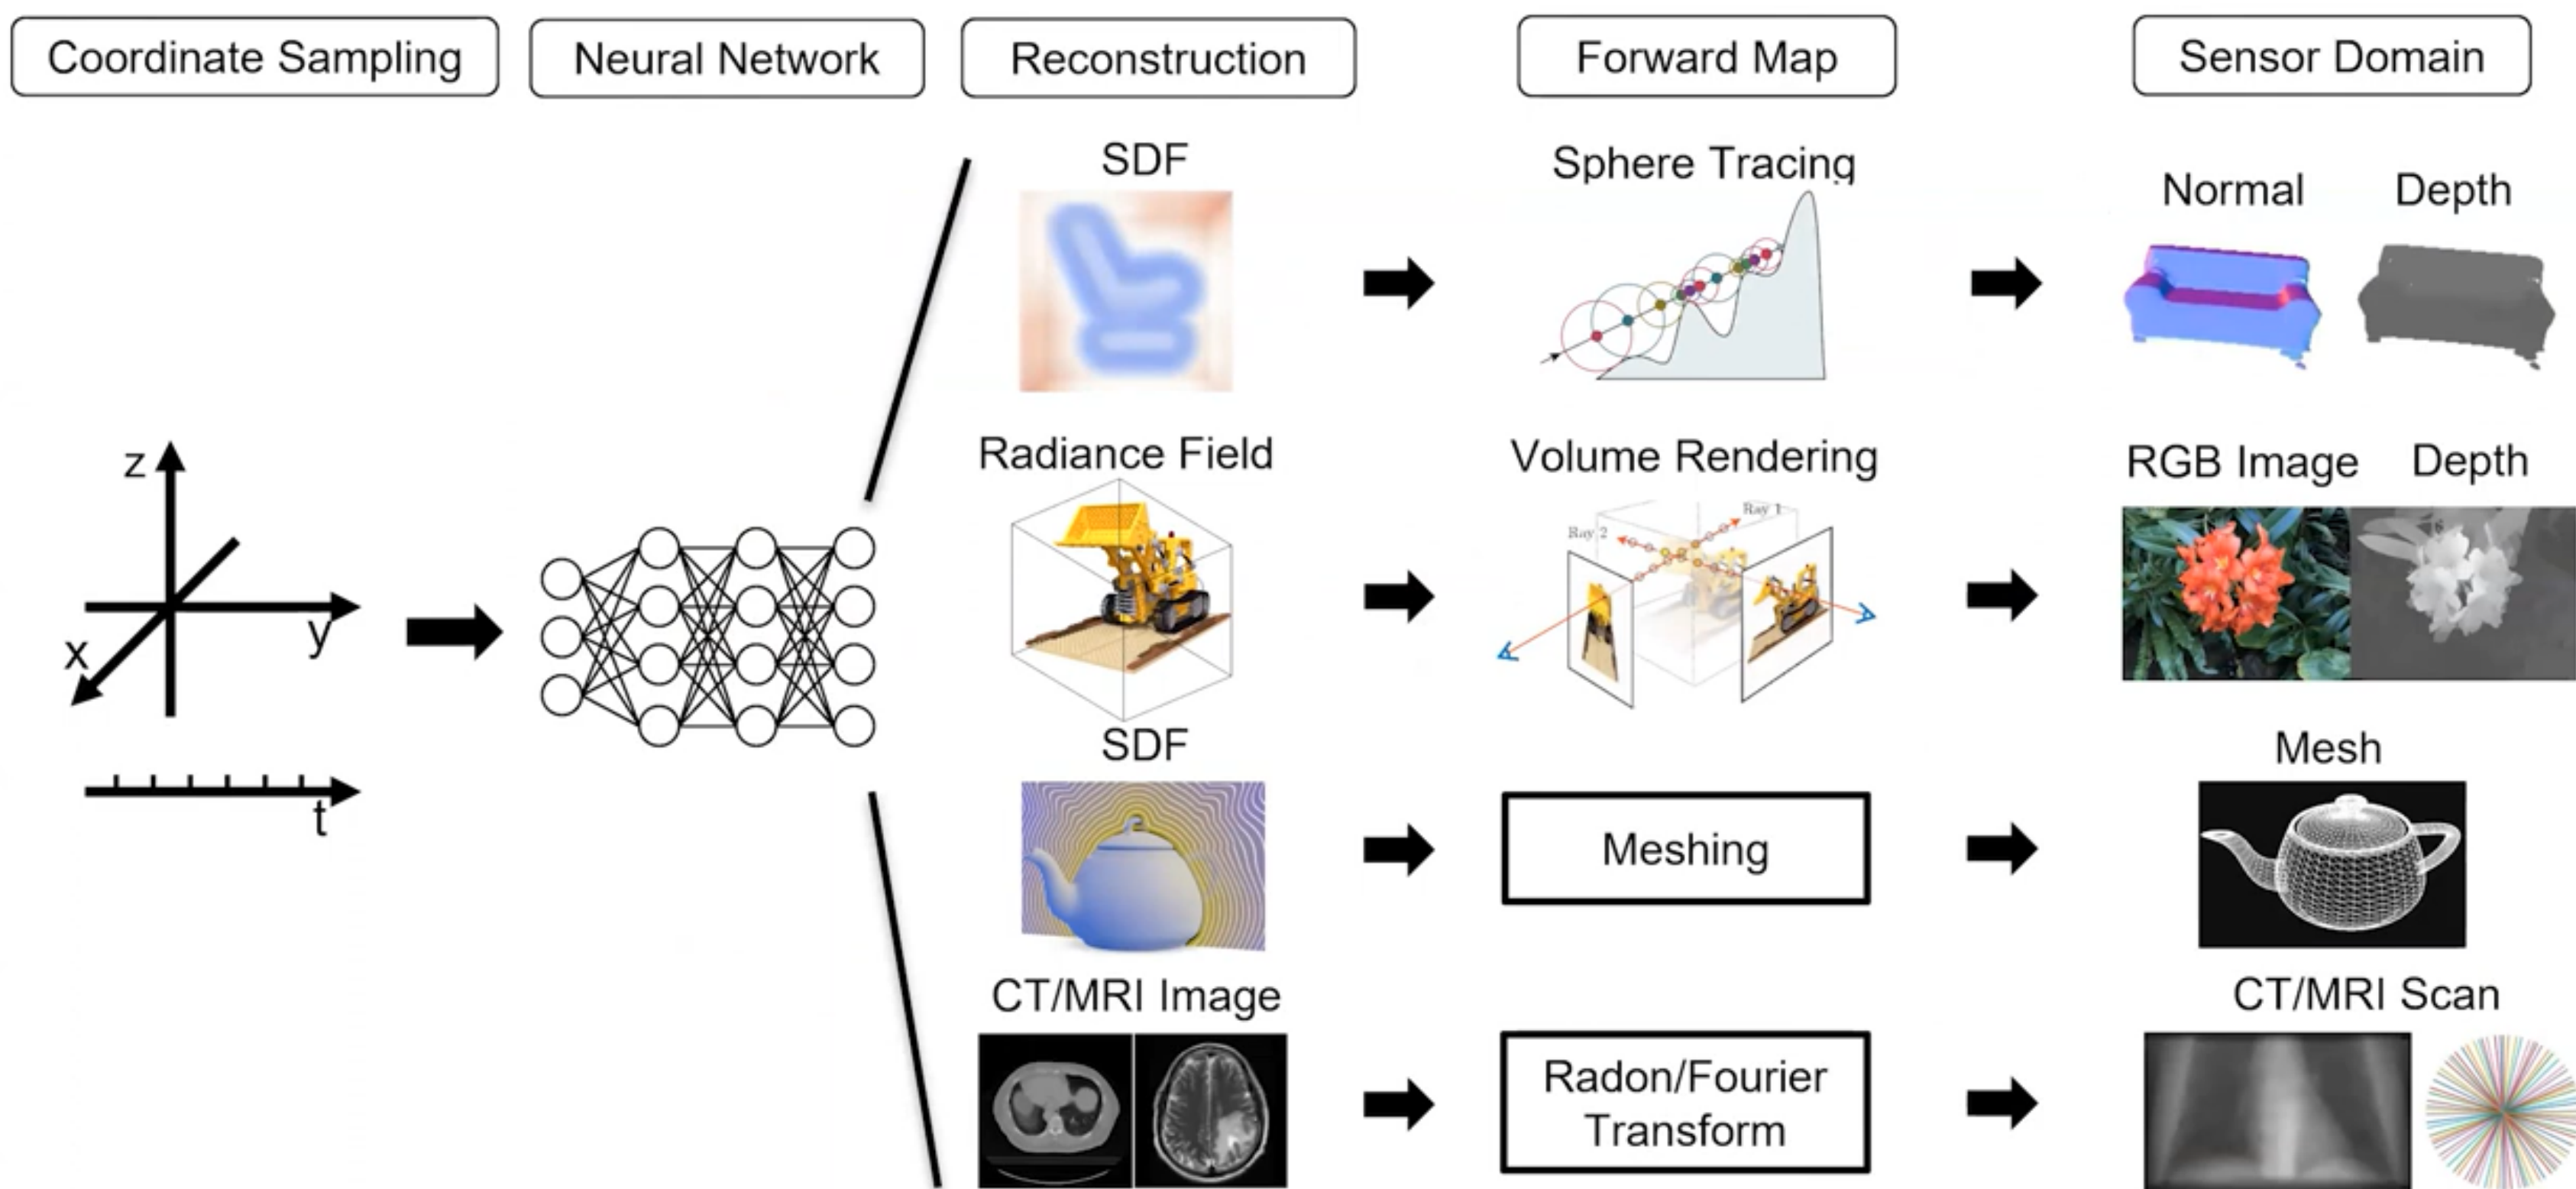 Coordinate Sampling
Neural Network
Reconstruction
Forward Map
Sensor Domain
z
y
x
t
SDF
Sphere Tracing
Normal
Depth
Radiance Field
Volume Rendering
Ray 1
Ray 2
RGB Image
Depth
SDF
Meshing
Mesh
CT/MRI Image
Radon/Fourier
Transform
CT/MRI Scan